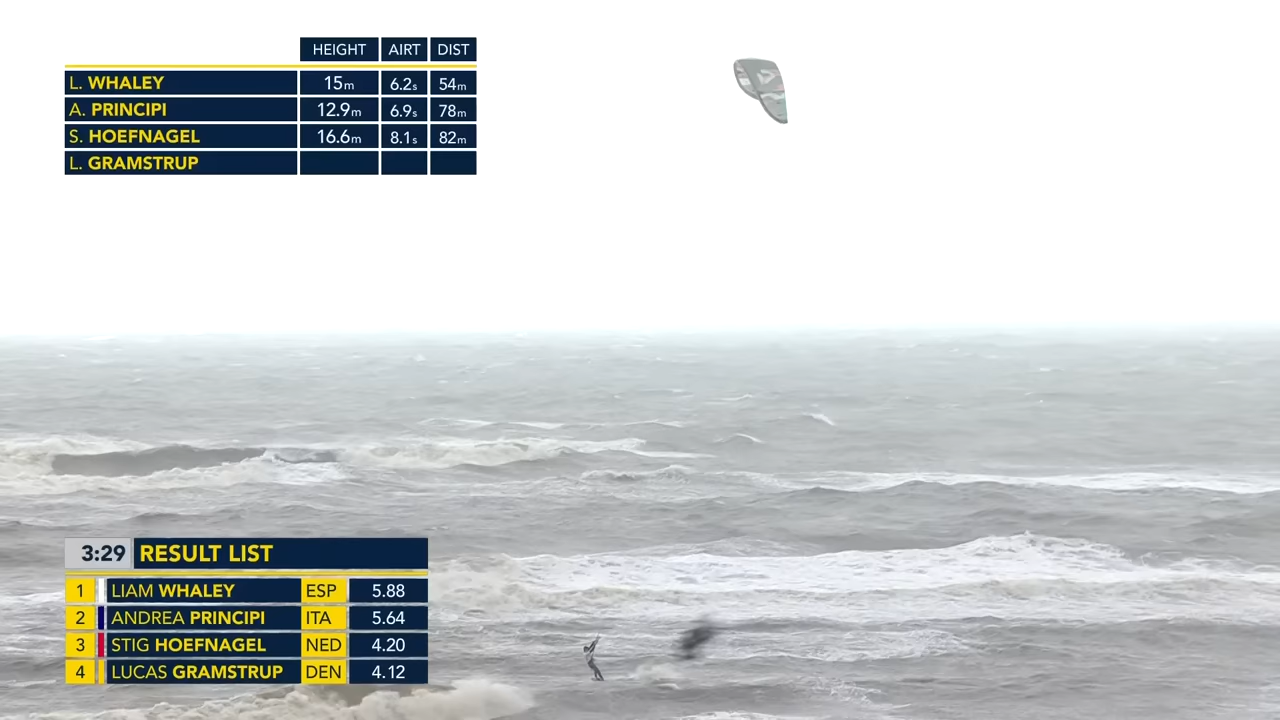 HEIGHT AIRT DIST
L. WHALEY 15m 6.2s 54m
A. PRINCIPI 12.9m 6.9s 78m
S. HOEFNAGEL 16.6m 8.1s 82m
L. GRAMSTRUP
3:29 RESULT LIST
1 LIAM WHALEY ESP 5.88
2 ANDREA PRINCIPI ITA 5.64
3 STIG HOEFNAGEL NED 4.20
4 LUCAS GRAMSTRUP DEN 4.12